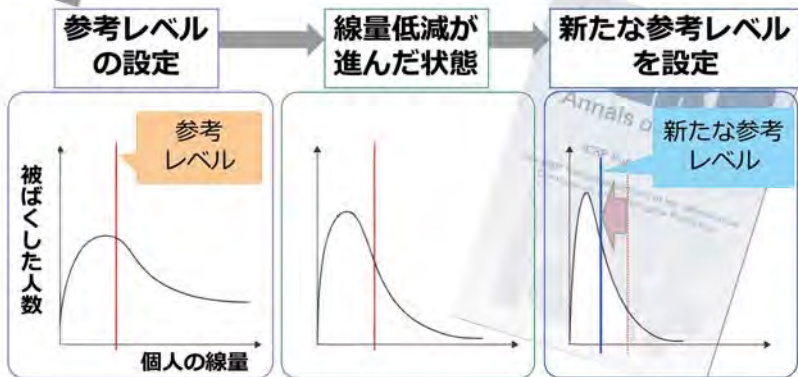 参考レベル
の設定
線量低減が
進んだ状態
新たな参考レベル
を設定
参考
レベル
被ばくした人数
個人の線量
Annals of
新たな参考
レベル